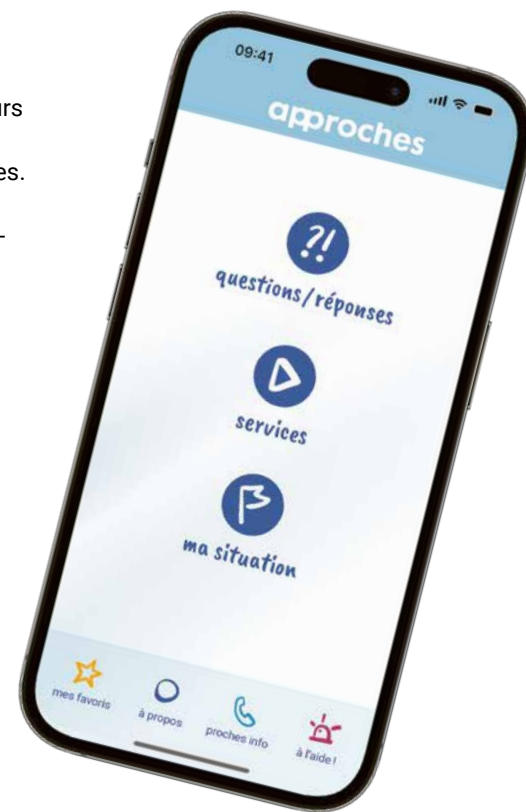 urs
es.
-
09:41
approches
?!
questions/réponses
services
ma situation
mes favoris
à propos
proches info
à l'aide!